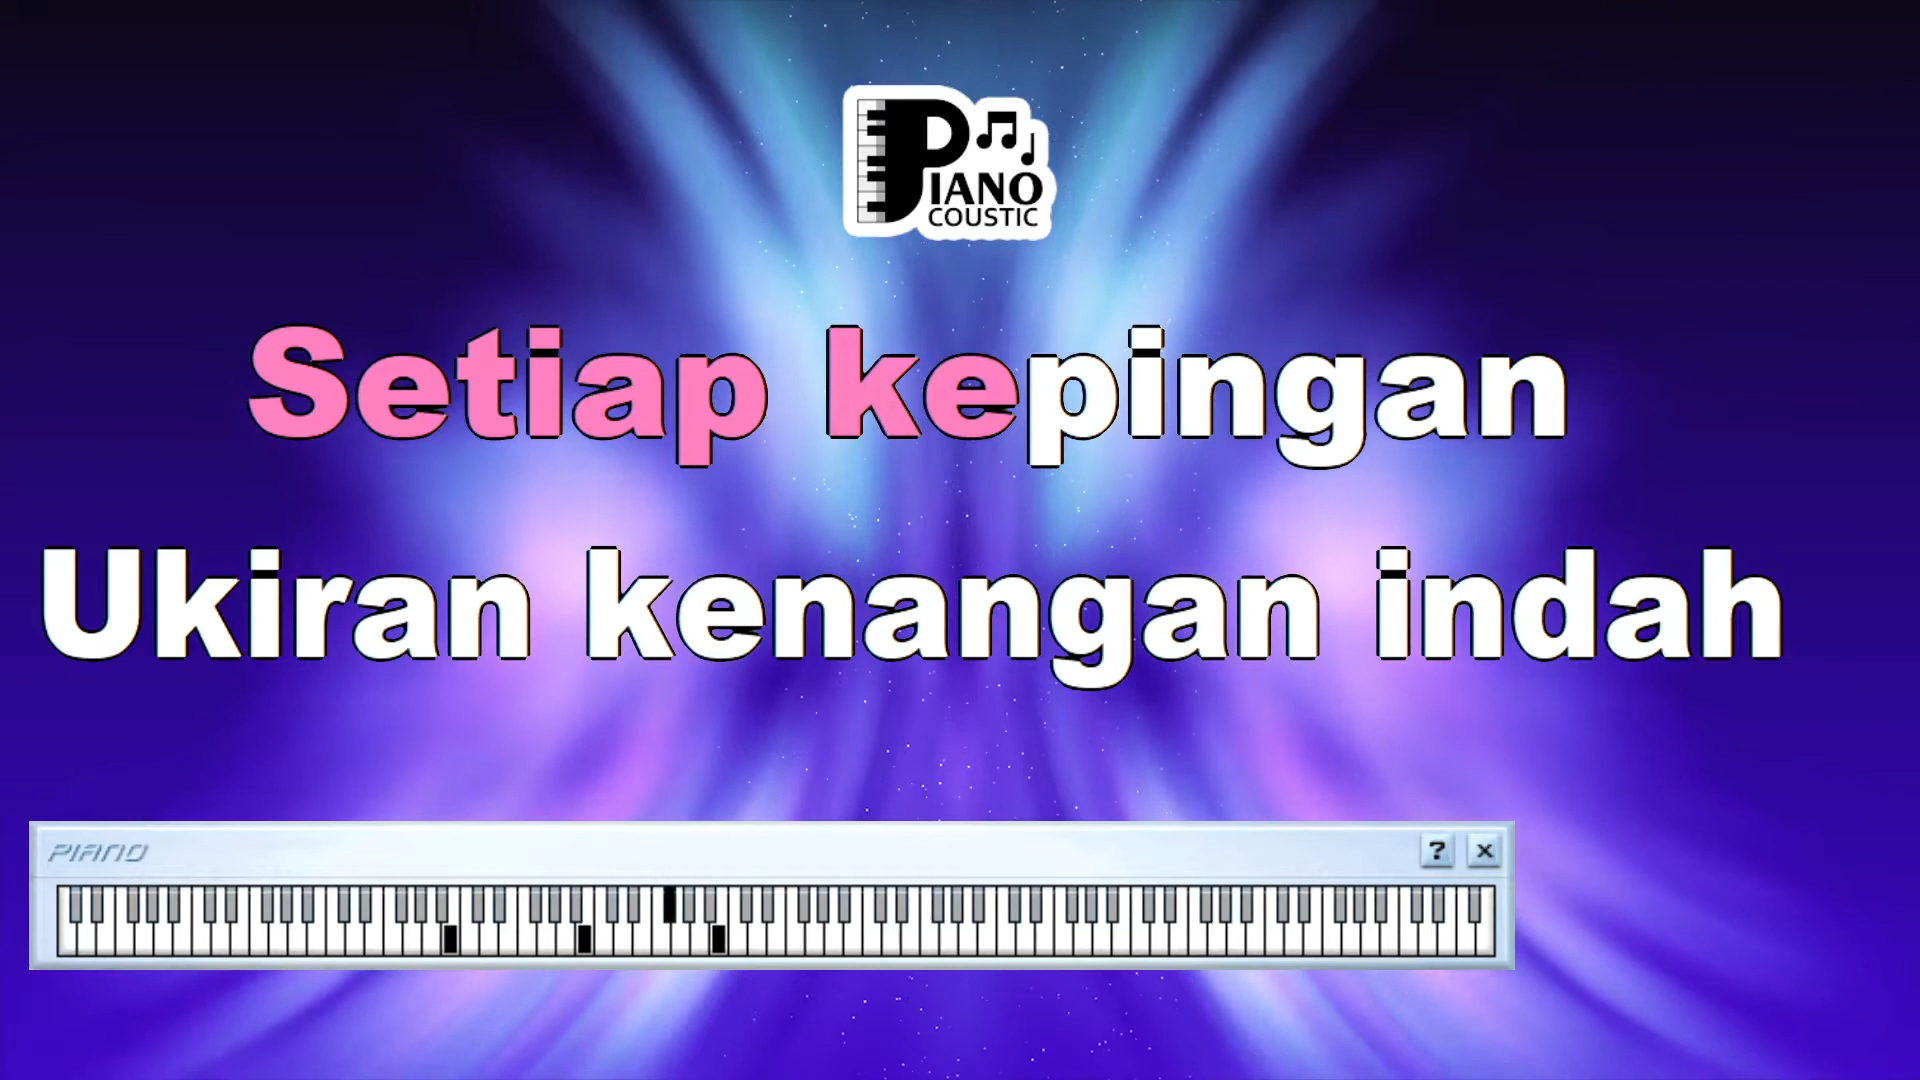 PIANO
COUSTIC
Setiap kepingan
Ukiran kenangan indah
PIANO
? x